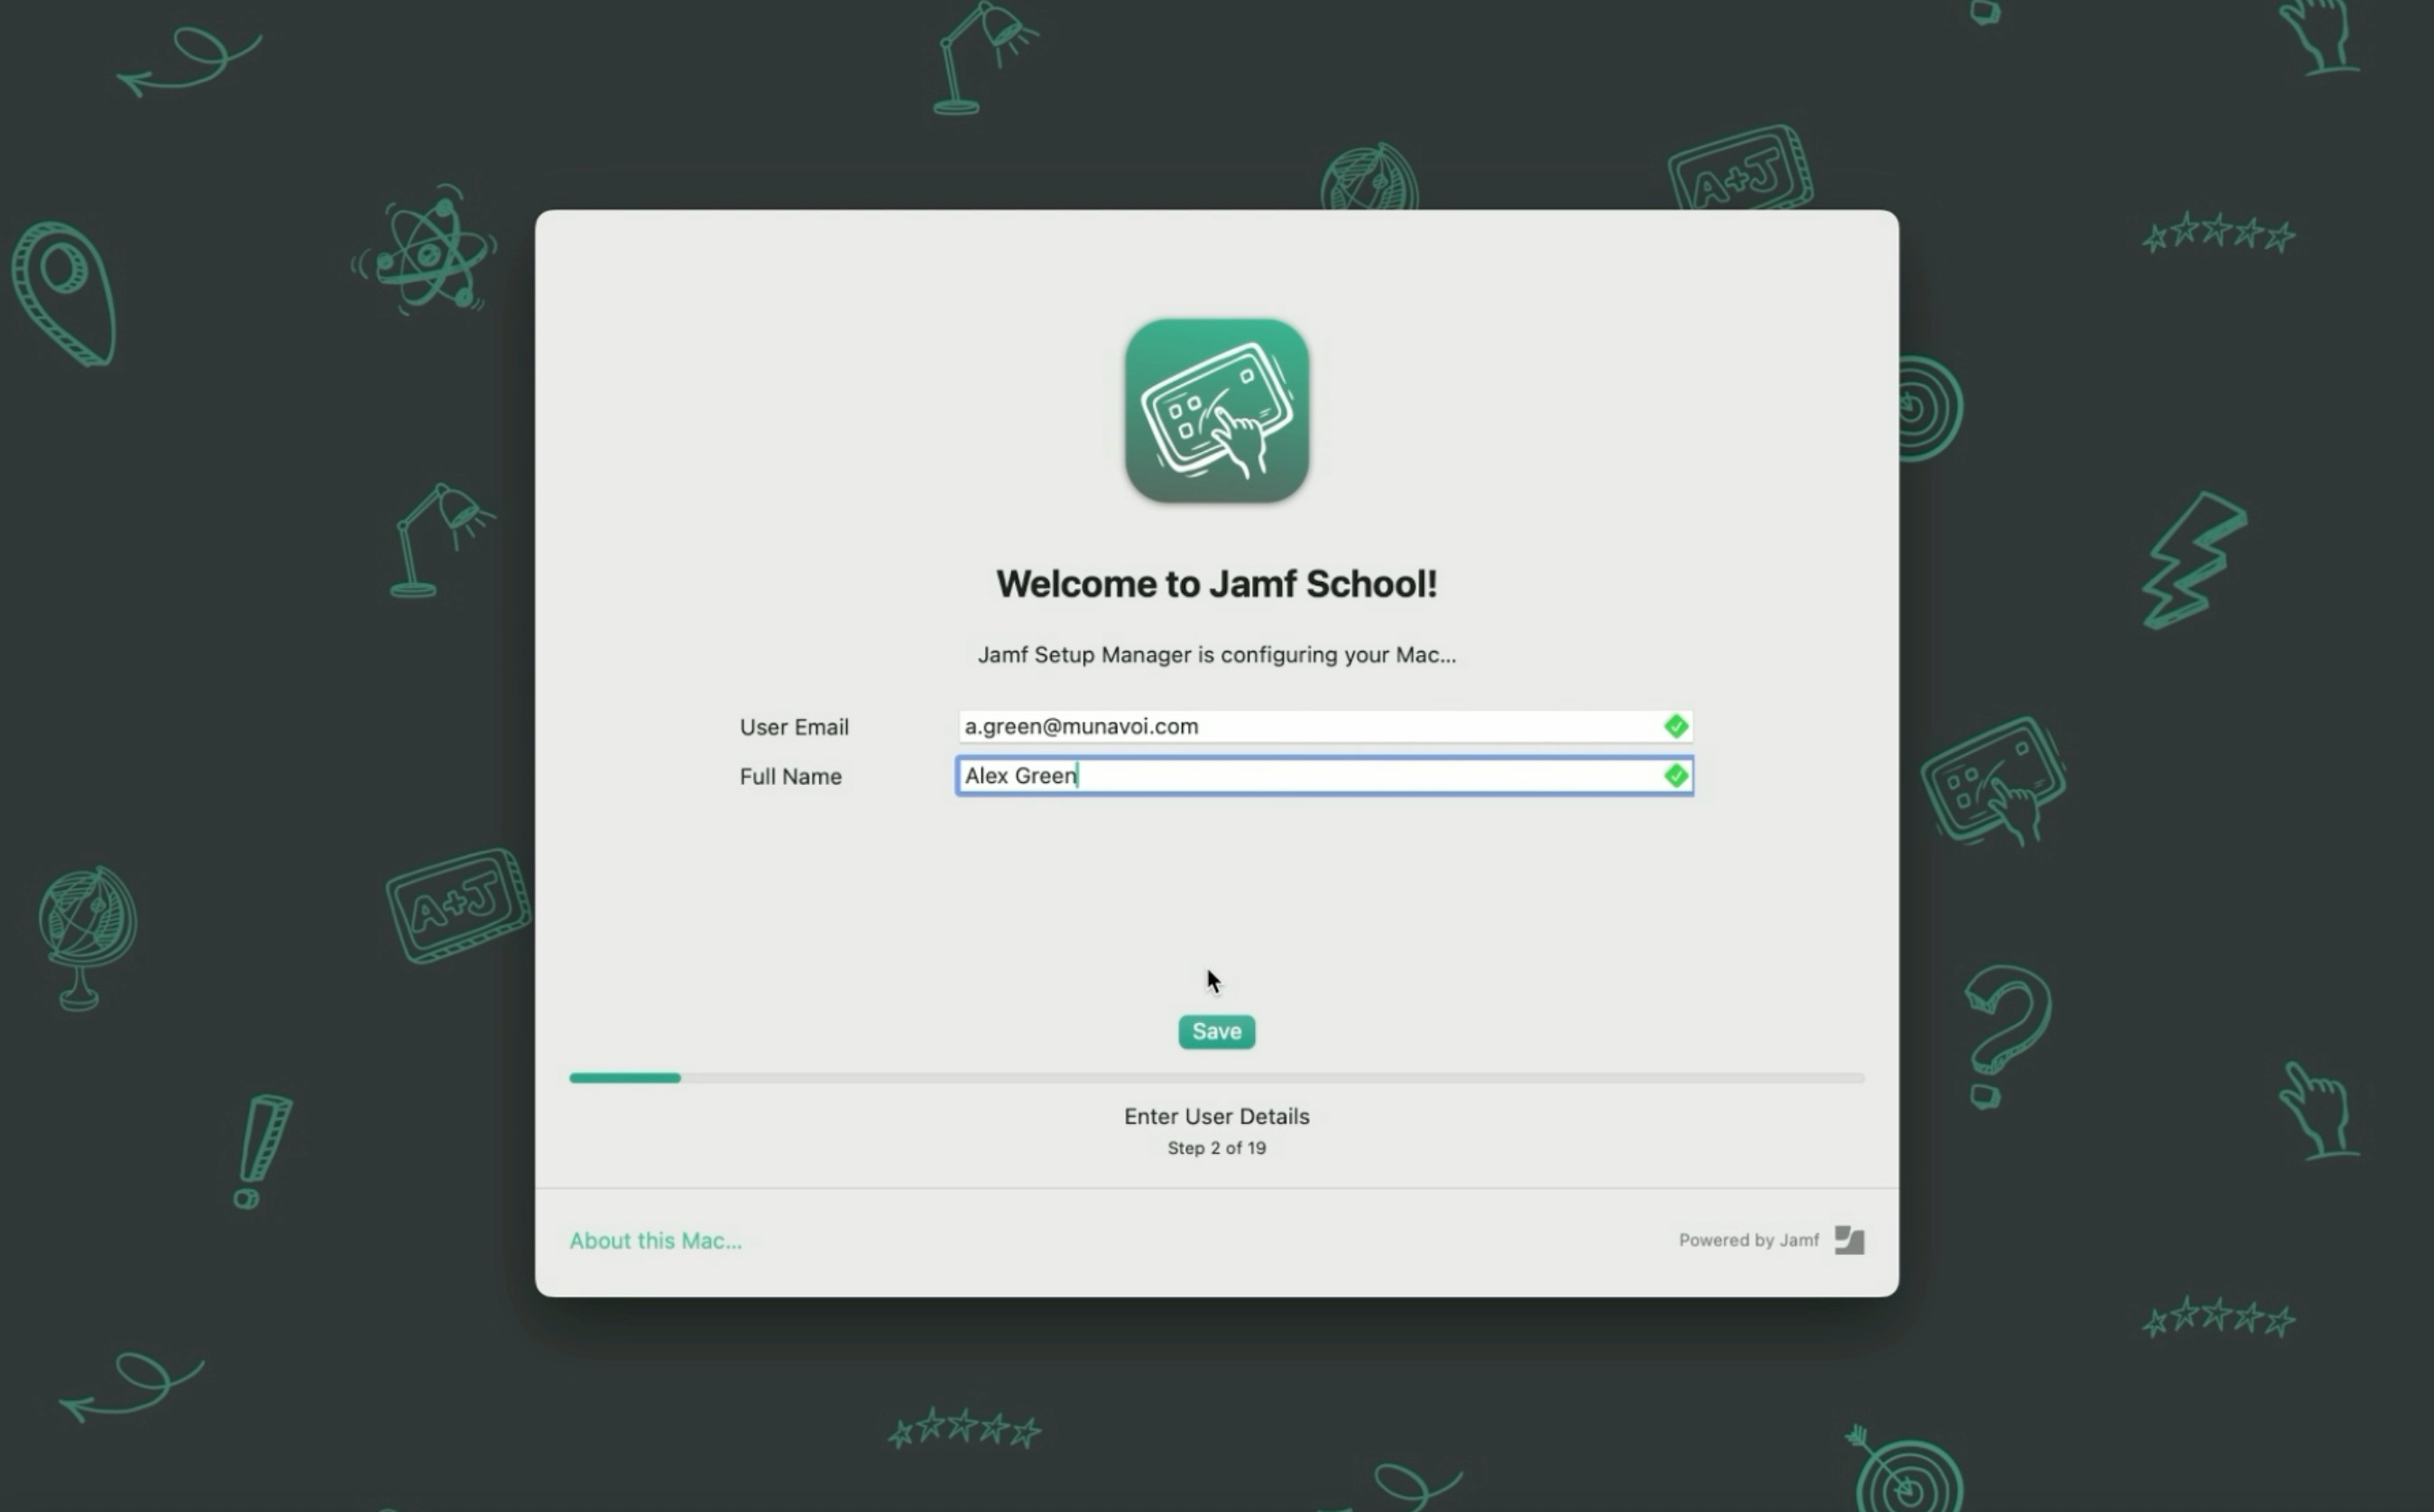 A+J
Welcome to Jamf School!
Jamf Setup Manager is configuring your Mac...
User Email a.green@munavoi.com
Full Name Alex Green
A+J
Save
Enter User Details
Step 2 of 19
About this Mac... Powered by Jamf